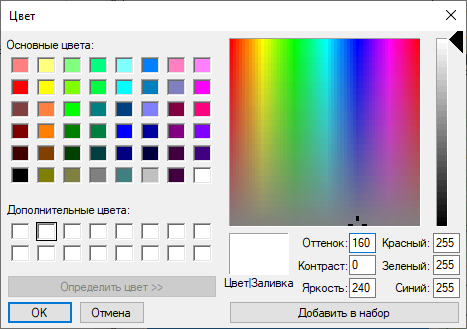 Цвет
Основные цвета:
Дополнительные цвета:
Определить цвет >>
OK
Отмена
Цвет|Заливка
Оттенок: 160
Контраст: 0
Яркость: 240
Красный: 255
Зеленый: 255
Синий: 255
Добавить в набор